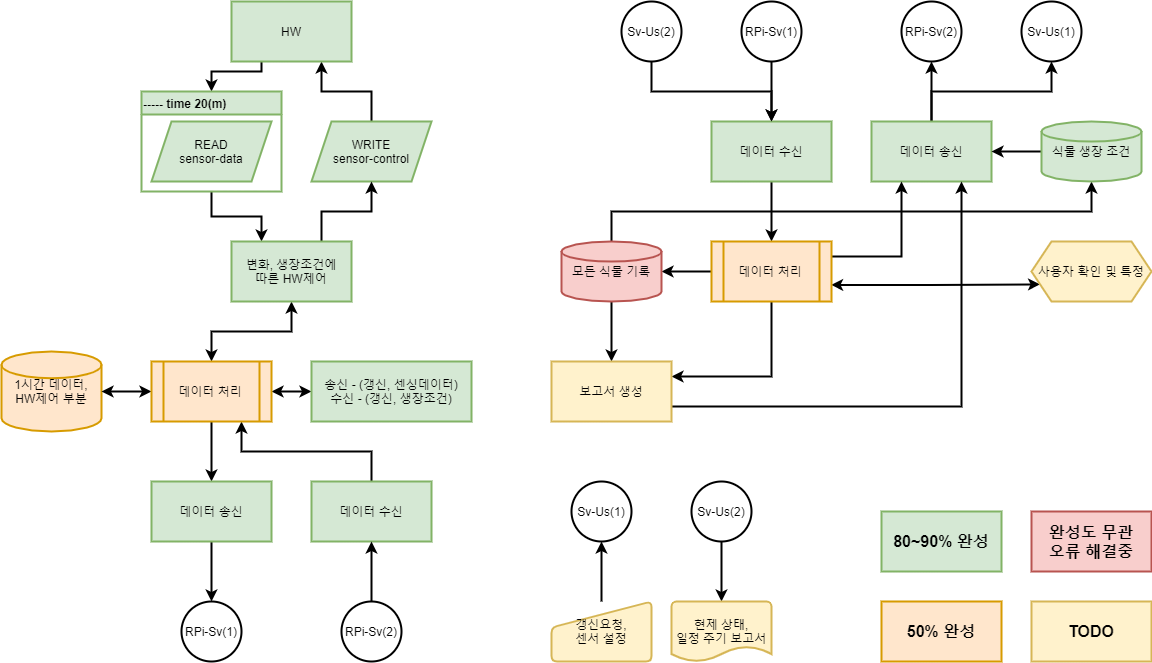 HW
----- time 20(m)
READ
sensor-data
WRITE
sensor-control
변화, 생장조건에
따른 HW제어
1시간 데이터,
HW제어 부분
데이터 처리
송신 - (갱신, 센싱데이터)
수신 - (갱신, 생장조건)
데이터 송신
데이터 수신
RPi-Sv(1)
RPi-Sv(2)
Sv-Us(2)
RPi-Sv(1)
RPi-Sv(2)
Sv-Us(1)
데이터 수신
데이터 송신
식물 생장 조건
모든 식물 기록
데이터 처리
사용자 확인 및 특정
보고서 생성
Sv-Us(1)
Sv-Us(2)
갱신요청,
센서 설정
현제 상태,
일정 주기 보고서
80~90% 완성
완성도 무관
오류 해결중
50% 완성
TODO